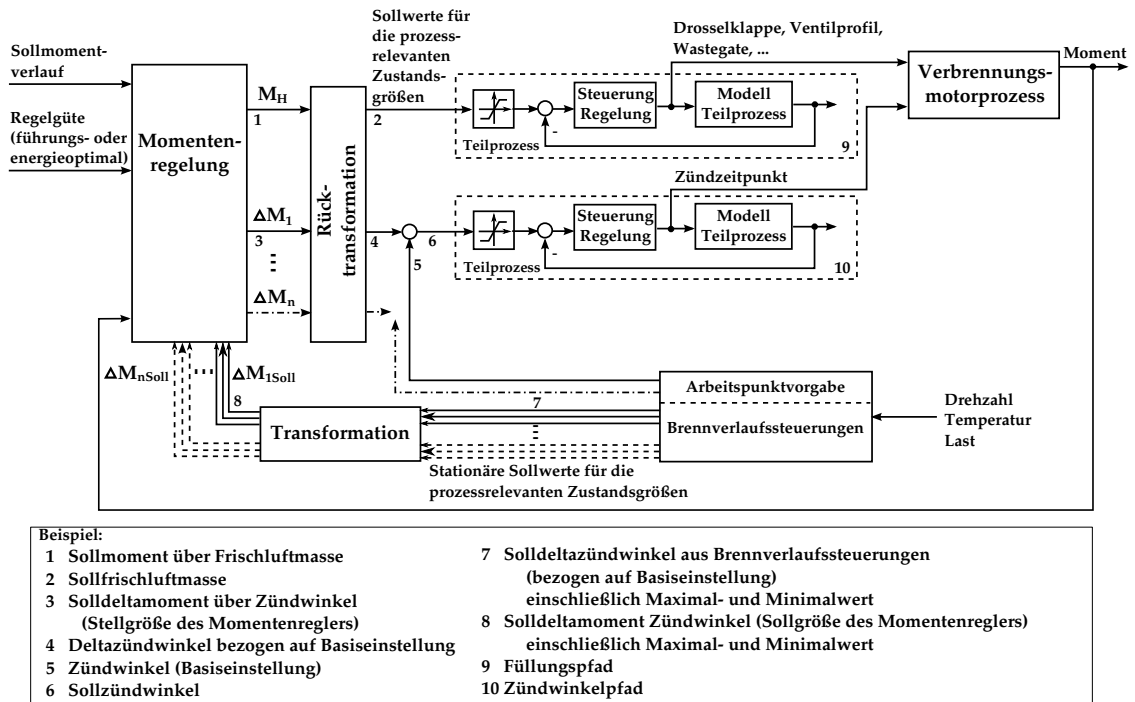 Sollmoment-
verlauf
Regelgüte
(führungs- oder
energieoptimal)
Momenten-
regelung
M_H
1
ΔM_1
3
ΔM_n
Rück-
transformation
Sollwerte für
die prozess-
relevanten
Zustands-
größen
2
4
5
6
Teilprozess
-
Steuerung
Regelung
Modell
Teilprozess
9
Drosselklappe, Ventilprofil,
Wastegate, ...
Zündzeitpunkt
Teilprozess
-
Steuerung
Regelung
Modell
Teilprozess
10
Verbrennungs-
motorprozess
Moment
ΔM_nSoll
ΔM_1Soll
8
Transformation
7
Stationäre Sollwerte für die
prozessrelevanten Zustandsgrößen
Arbeitspunktvorgabe
Brennverlaufssteuerungen
Drehzahl
Temperatur
Last
Beispiel:
1 Sollmoment über Frischluftmasse
2 Sollfrischluftmasse
3 Solldeltamoment über Zündwinkel
(Stellgröße des Momentenreglers)
4 Deltazündwinkel bezogen auf Basiseinstellung
5 Zündwinkel (Basiseinstellung)
6 Sollzündwinkel
7 Solldeltazündwinkel aus Brennverlaufssteuerungen
(bezogen auf Basiseinstellung)
einschließlich Maximal- und Minimalwert
8 Solldeltamoment Zündwinkel (Sollgröße des Momentenreglers)
einschließlich Maximal- und Minimalwert
9 Füllungspfad
10 Zündwinkelpfad